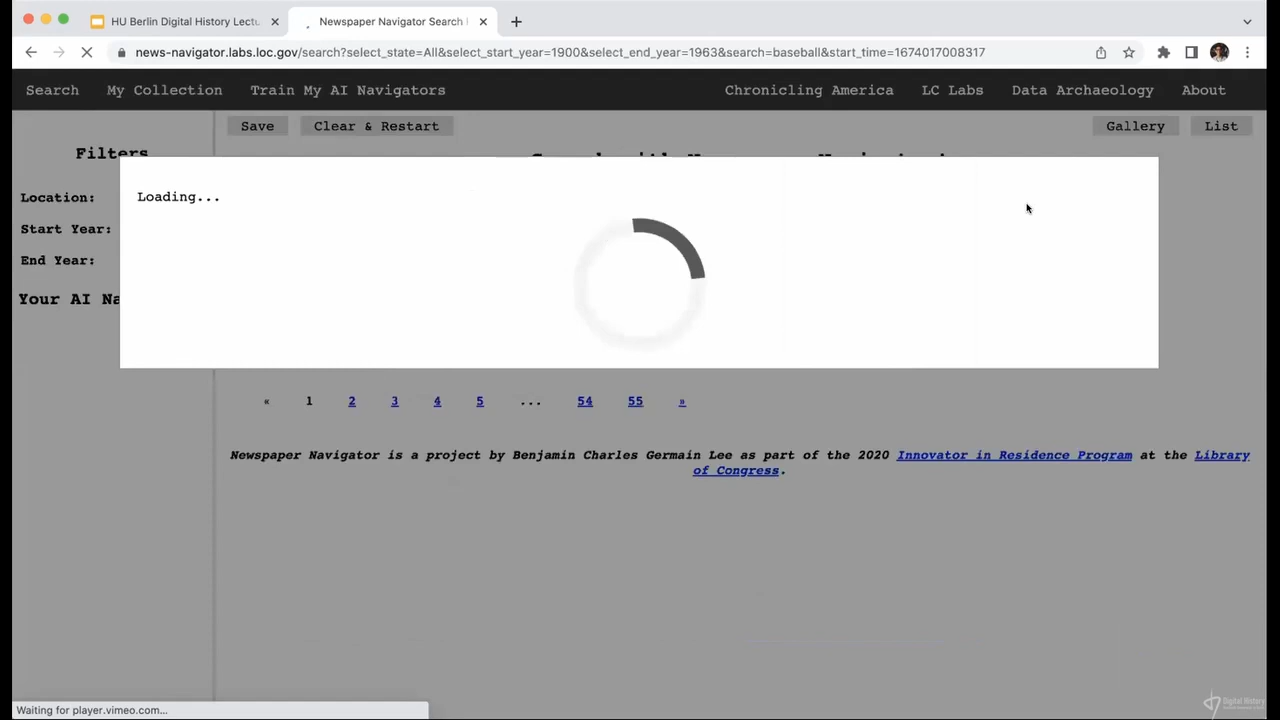 HU Berlin Digital History Lectu
Newspaper Navigator Search
news-navigator.labs.loc.gov/search?select_state=All&select_start_year=1900&select_end_year=1963&search=baseball&start_time=1674017008317
Search My Collection Train My AI Navigators Chronicling America LC Labs Data Archaeology About
Save Clear & Restart Gallery List
Filters
Loading...
Location:
Start Year:
End Year:
Your AI Na
« 1 2 3 4 5 ... 54 55 »
Newspaper Navigator is a project by Benjamin Charles Germain Lee as part of the 2020 Innovator in Residence Program at the Library
of Congress.
Waiting for player.vimeo.com...
Digital History